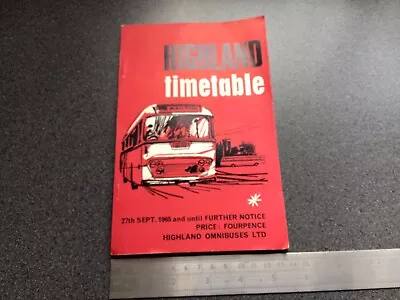 HIGHLAND
timetable
27th SEPT. 1965 and until FURTHER NOTICE
PRICE: FOURPENCE
HIGHLAND OMNIBUSES LTD